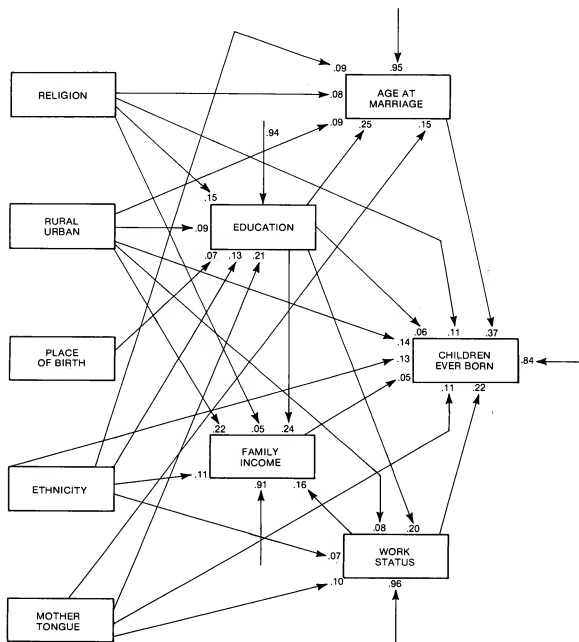 .09
.95
RELIGION
.08
AGE AT
MARRIAGE
.09
.25
.15
.94
.15
RURAL
URBAN
.09
EDUCATION
.07
.13
.21
.06
.11
.37
.14
PLACE
OF BIRTH
.13
CHILDREN
EVER BORN
.84
.05
.11
.22
.22
.05
.24
FAMILY
INCOME
ETHNICITY
.11
.91
.16
.08
.20
.07
WORK
STATUS
.10
.96
MOTHER
TONGUE